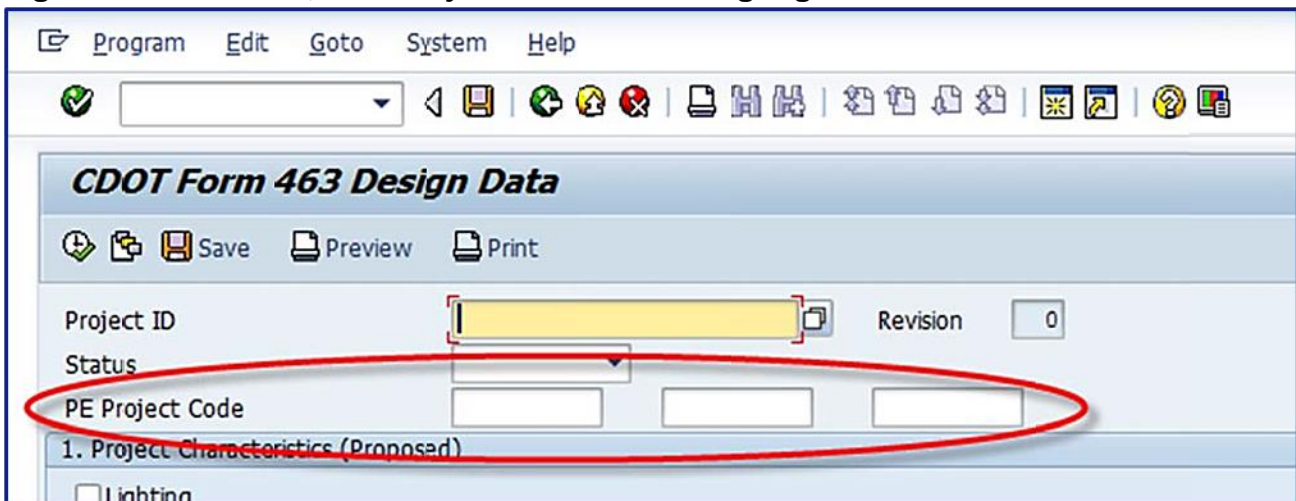 Program Edit Goto System Help
CDOT Form 463 Design Data
Save Preview Print
Project ID Revision 0
Status
PE Project Code
1. Project Characteristics (Proposed)
Lighting